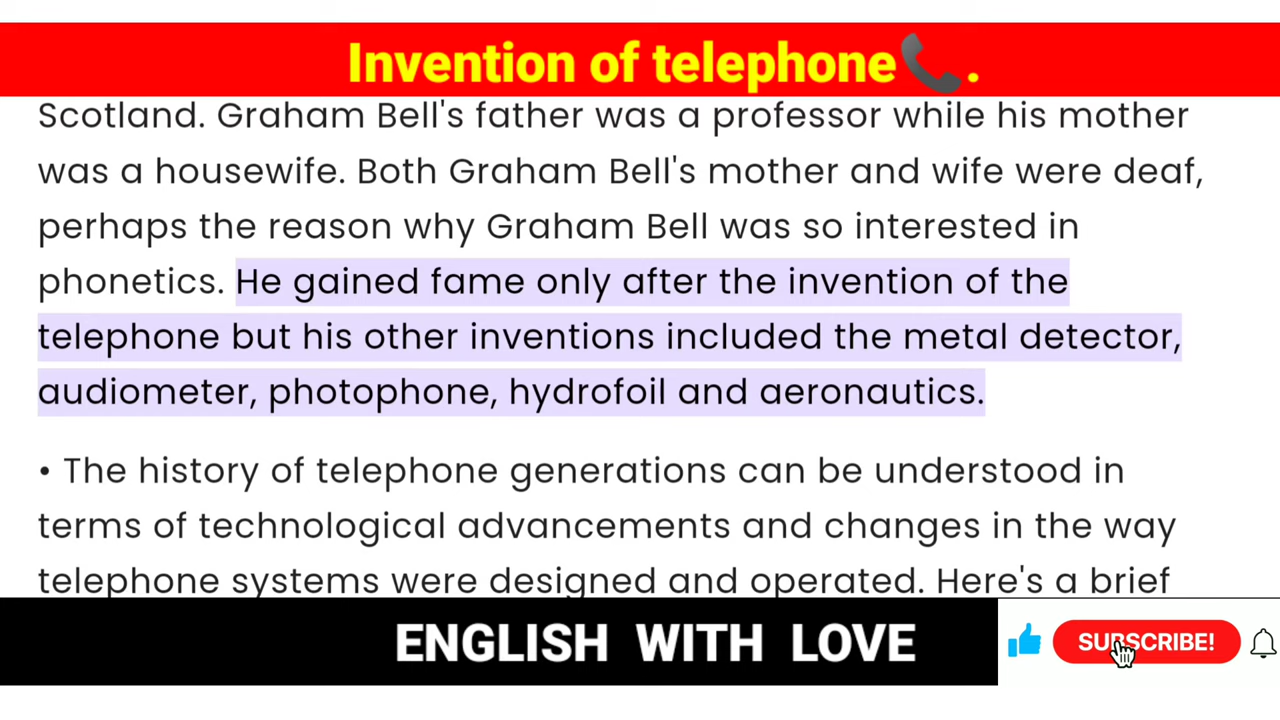 Invention of telephone📞.
Scotland. Graham Bell's father was a professor while his mother
was a housewife. Both Graham Bell's mother and wife were deaf,
perhaps the reason why Graham Bell was so interested in
phonetics. He gained fame only after the invention of the
telephone but his other inventions included the metal detector,
audiometer, photophone, hydrofoil and aeronautics.
• The history of telephone generations can be understood in
terms of technological advancements and changes in the way
telephone systems were designed and operated. Here's a brief
ENGLISH WITH LOVE
SUBSCRIBE!